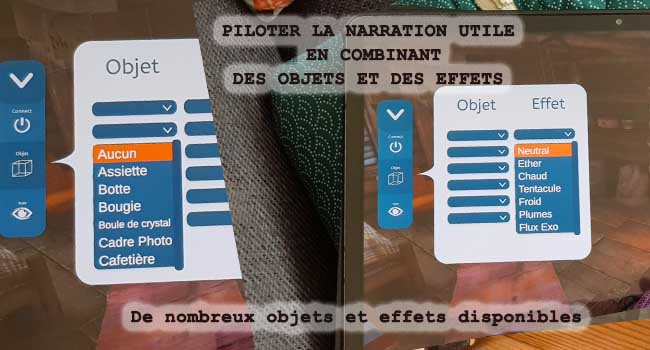 PILOTER LA NARRATION UTILE
EN COMBINANT
DES OBJETS ET DES EFFETS
Objet
Connect
Objet
Aucun
Assiette
Botte
Bougie
Boule de crystal
Cadre Photo
Cafetière
Objet Effet
Connect
Objet
Neutral
Ether
Chaud
Tentacule
Froid
Plumes
Flux Exo
De nombreux objets et effets disponibles